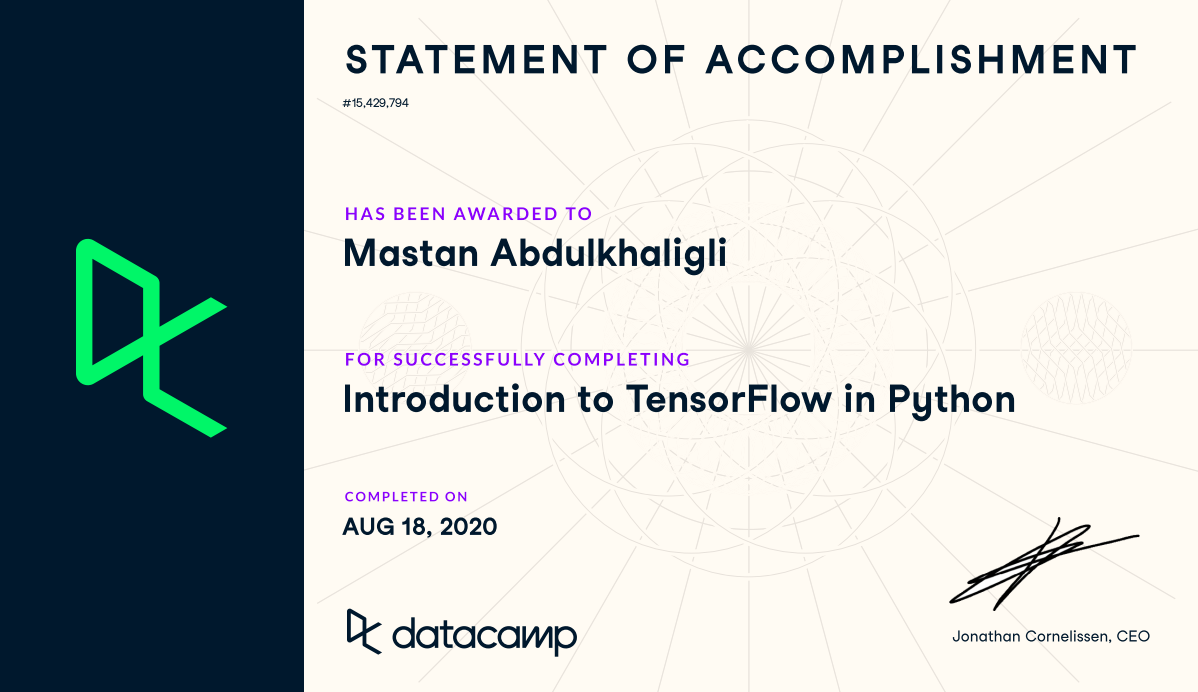 STATEMENT OF ACCOMPLISHMENT
#15,429,794
HAS BEEN AWARDED TO
Mastan Abdulkhaligli
FOR SUCCESSFULLY COMPLETING
Introduction to TensorFlow in Python
COMPLETED ON
AUG 18, 2020
datacamp
Jonathan Cornelissen, CEO